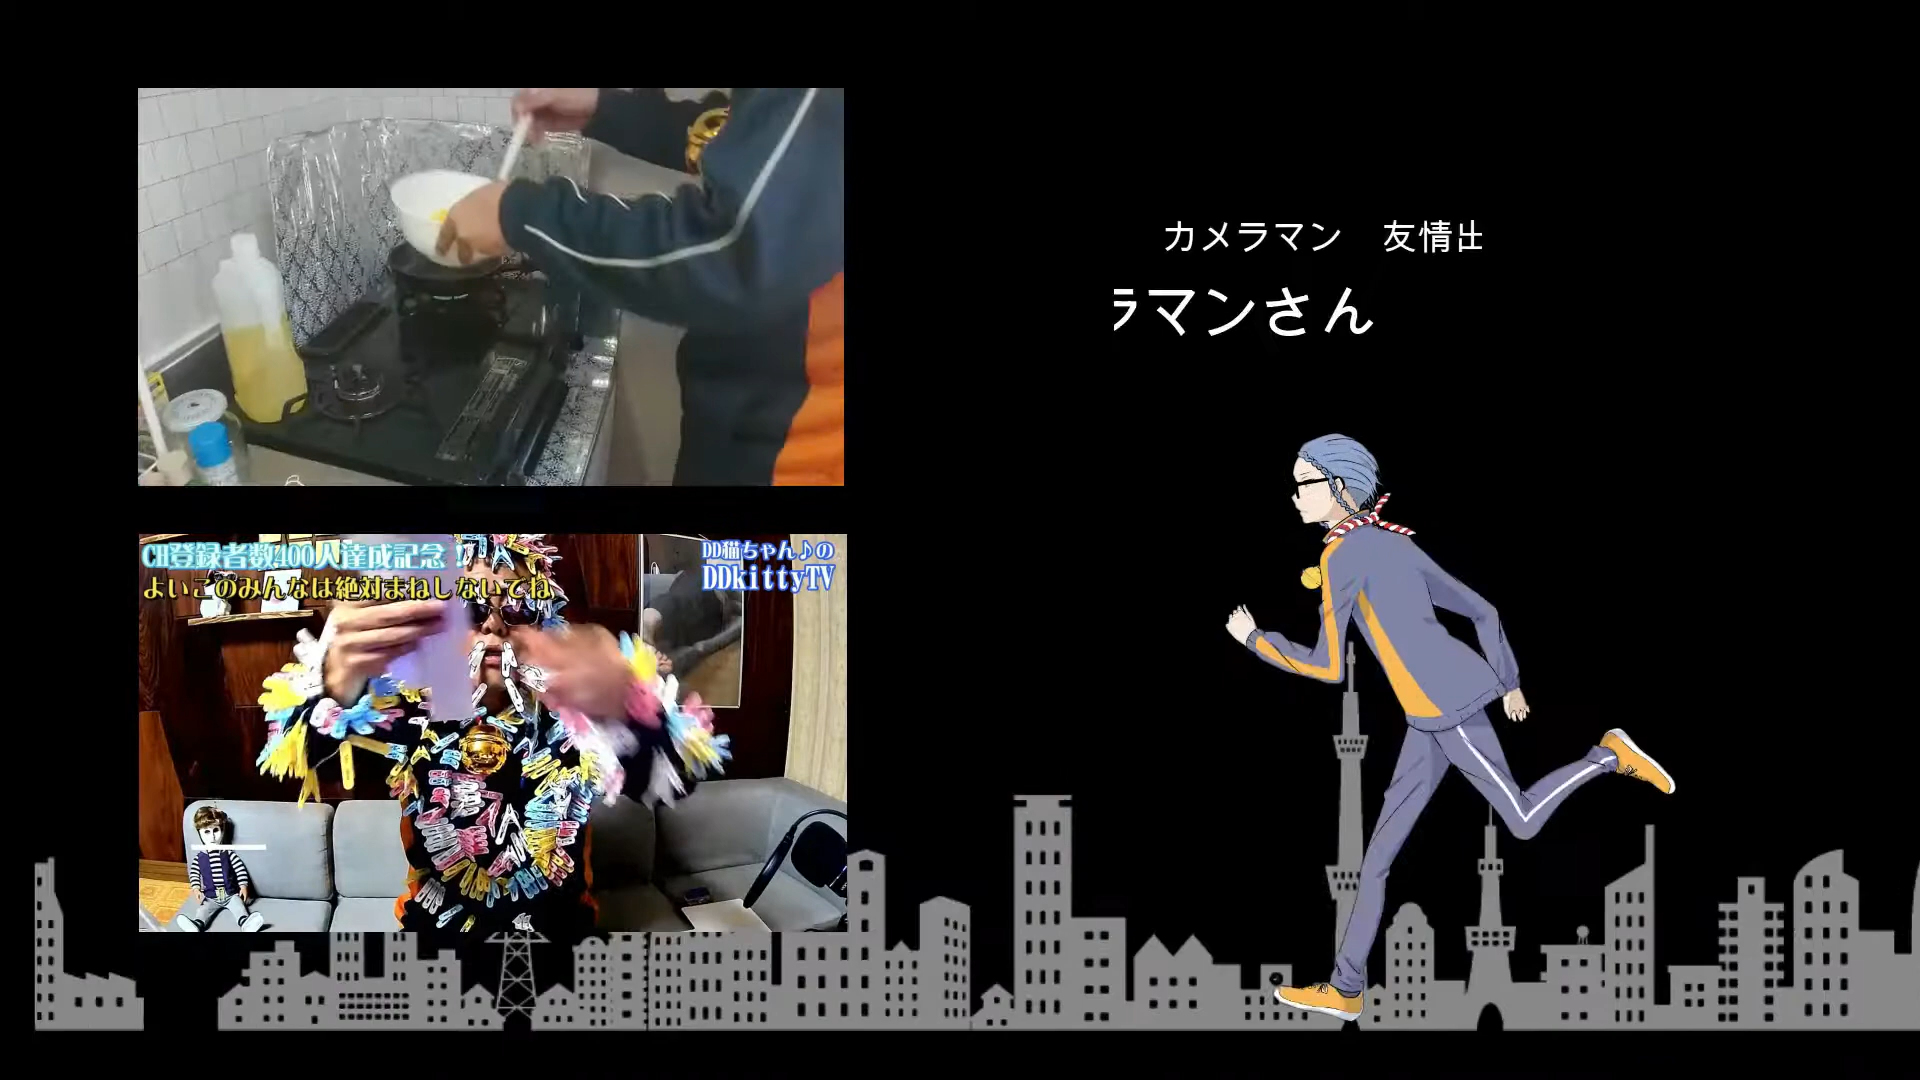 カメラマン　友情出
ラマンさん
CH登録者数400人達成記念！
よいこのみんなは絶対まねしないでね
DD猫ちゃん♪の
DDkittyTV